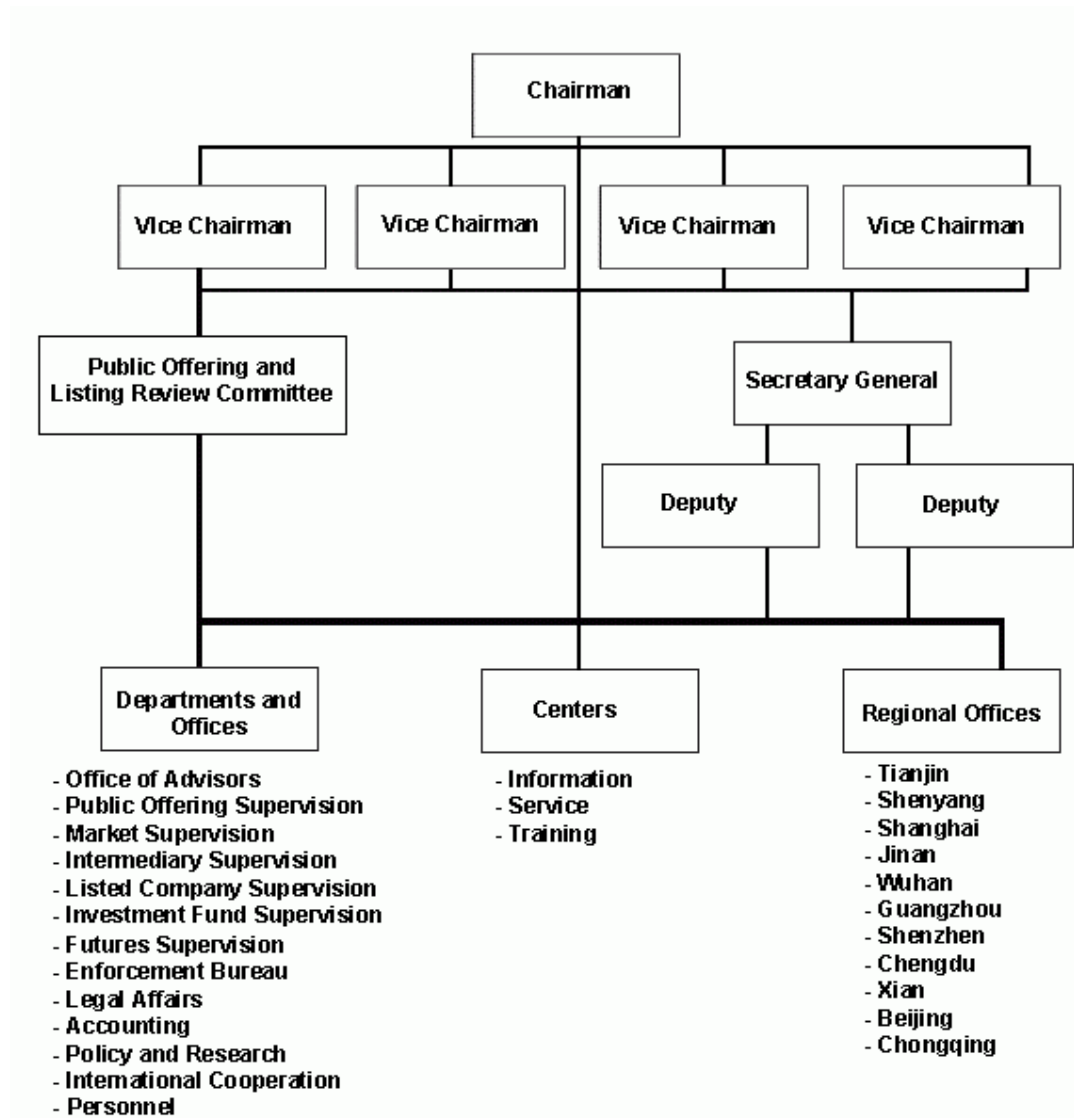 Chairman
VIce Chairman
Vice Chairman
Vice Chairman
Vice Chairman
Public Offering and
Listing Review Committee
Secretary General
Deputy
Deputy
Departments and
Offices
- Office of Advisors
- Public Offering Supervision
- Market Supervision
- Intermediary Supervision
- Listed Company Supervision
- Investment Fund Supervision
- Futures Supervision
- Enforcement Bureau
- Legal Affairs
- Accounting
- Policy and Research
- International Cooperation
- Personnel
Centers
- Information
- Service
- Training
Regional Offices
- Tianjin
- Shenyang
- Shanghai
- Jinan
- Wuhan
- Guangzhou
- Shenzhen
- Chengdu
- Xian
- Beijing
- Chongqing